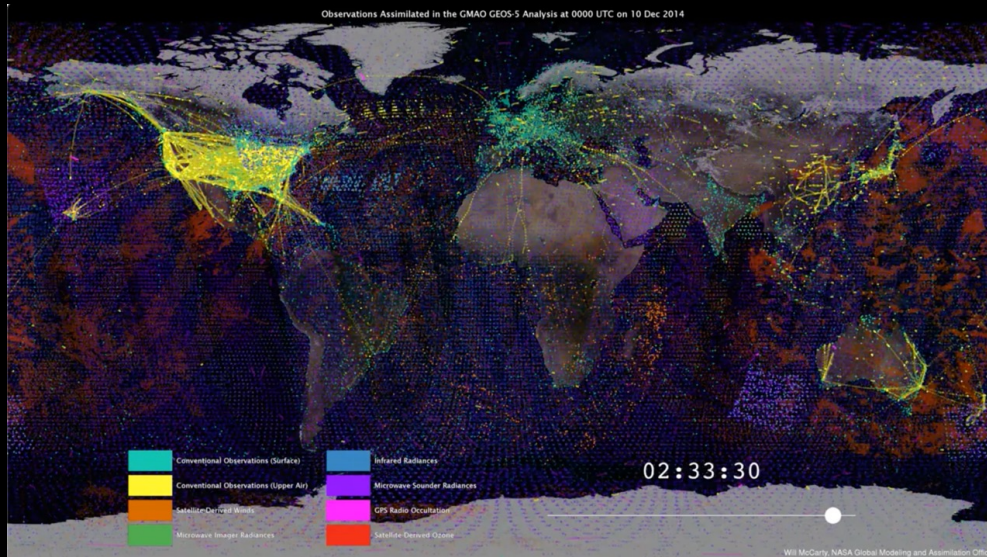 Observations Assimilated in the GMAO GEOS-5 Analysis at 0000 UTC on 10 Dec 2014
Conventional Observations (Surface)
Conventional Observations (Upper Air)
Satellite-Derived Winds
Microwave Imager Radiances
Infrared Radiances
Microwave Sounder Radiances
GPS Radio Occultation
Satellite-Derived Ozone
02:33:30
Will McCarty, NASA Global Modeling and Assimilation Offi